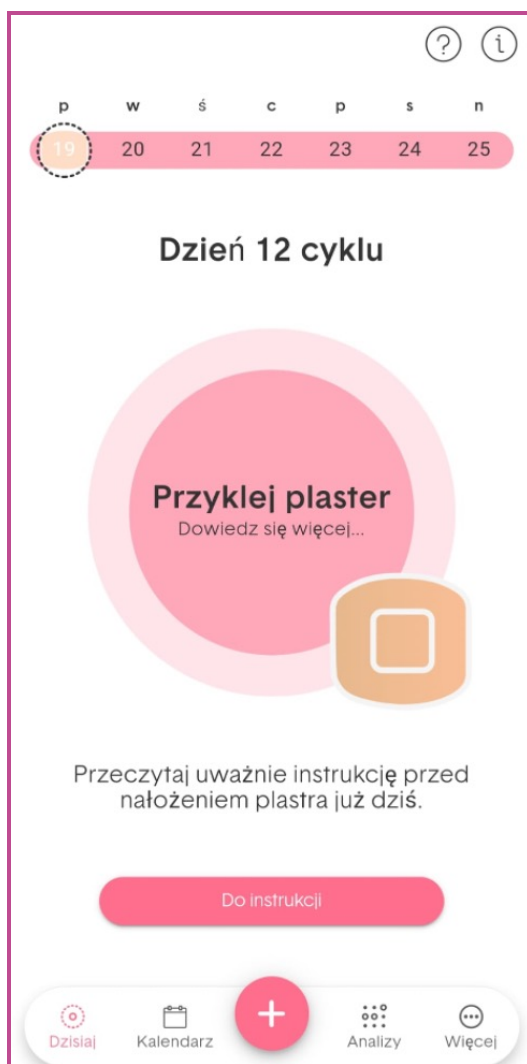 ? i
p w ś c p s n
19 20 21 22 23 24 25
Dzień 12 cyklu
Przyklej plaster
Dowiedz się więcej...
Przeczytaj uważnie instrukcję przed
nałożeniem plastra już dziś.
Do instrukcji
+
Dzisiaj Kalendarz Analizy Więcej